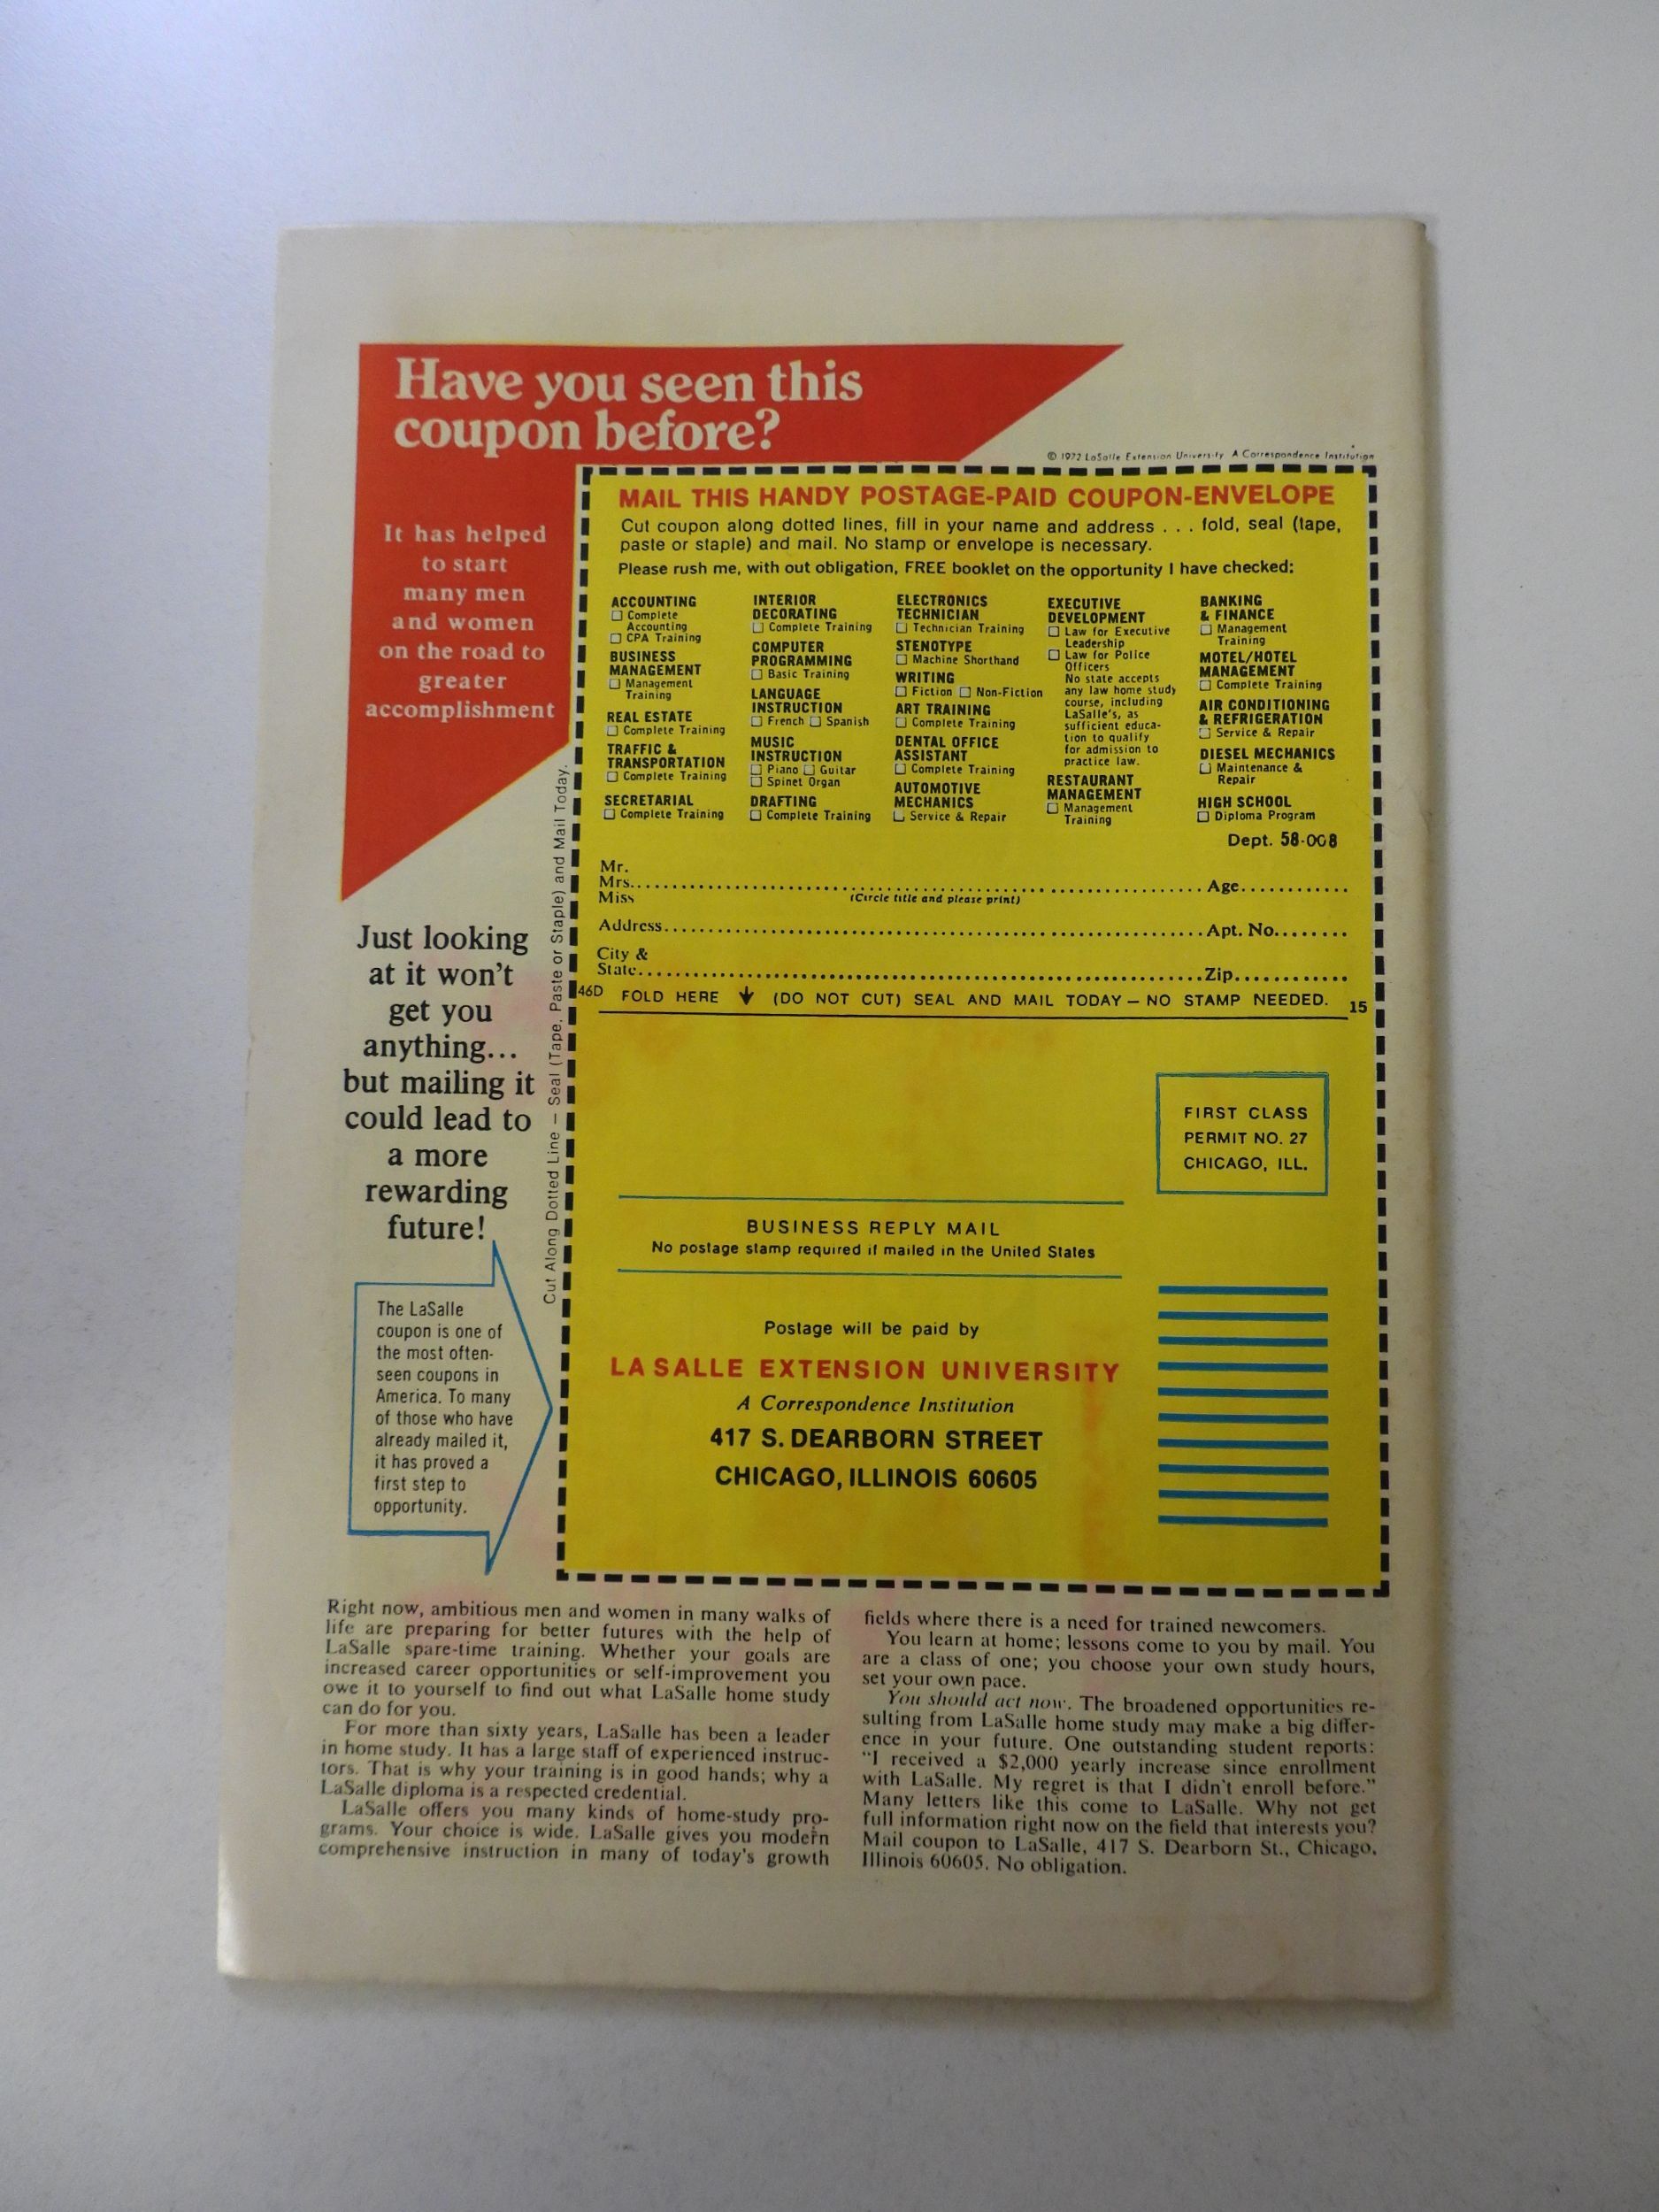 Have you seen this
coupon before?
It has helped
to start
many men
and women
on the road to
greater
accomplishment
© 1972 LaSalle Extension University A Correspondence Institution
MAIL THIS HANDY POSTAGE-PAID COUPON-ENVELOPE
Cut coupon along dotted lines, fill in your name and address . . . fold, seal (tape,
paste or staple) and mail. No stamp or envelope is necessary.
Please rush me, with out obligation, FREE booklet on the opportunity I have checked:
ACCOUNTING
Complete
Accounting
CPA Training
BUSINESS
MANAGEMENT
Management
Training
REAL ESTATE
Complete Training
TRAFFIC &
TRANSPORTATION
Complete Training
SECRETARIAL
Complete Training
INTERIOR
DECORATING
Complete Training
COMPUTER
PROGRAMMING
Basic Training
LANGUAGE
INSTRUCTION
French Spanish
MUSIC
INSTRUCTION
Piano Guitar
Spinet Organ
DRAFTING
Complete Training
ELECTRONICS
TECHNICIAN
Technician Training
STENOTYPE
Machine Shorthand
WRITING
Fiction Non-Fiction
ART TRAINING
Complete Training
DENTAL OFFICE
ASSISTANT
Complete Training
AUTOMOTIVE
MECHANICS
Service & Repair
EXECUTIVE
DEVELOPMENT
Law for Executive
Leadership
Law for Police
Officers
No state accepts
any law home study
course, including
LaSalle's, as
sufficient educa-
tion to qualify
for admission to
practice law.
RESTAURANT
MANAGEMENT
Management
Training
BANKING
& FINANCE
Management
Training
MOTEL/HOTEL
MANAGEMENT
Complete Training
AIR CONDITIONING
& REFRIGERATION
Service & Repair
DIESEL MECHANICS
Maintenance &
Repair
HIGH SCHOOL
Diploma Program
Dept. 58-008
Mr.
Mrs. Age
Miss (Circle title and please print)
Address Apt. No.
City &
State Zip
46D FOLD HERE (DO NOT CUT) SEAL AND MAIL TODAY – NO STAMP NEEDED. 15
Cut Along Dotted Line – Seal (Tape, Paste or Staple) and Mail Today.
Just looking
at it won't
get you
anything...
but mailing it
could lead to
a more
rewarding
future!
The LaSalle
coupon is one of
the most often-
seen coupons in
America. To many
of those who have
already mailed it,
it has proved a
first step to
opportunity.
FIRST CLASS
PERMIT NO. 27
CHICAGO, ILL.
BUSINESS REPLY MAIL
No postage stamp required if mailed in the United States
Postage will be paid by
LA SALLE EXTENSION UNIVERSITY
A Correspondence Institution
417 S. DEARBORN STREET
CHICAGO, ILLINOIS 60605
Right now, ambitious men and women in many walks of
life are preparing for better futures with the help of
LaSalle spare-time training. Whether your goals are
increased career opportunities or self-improvement you
owe it to yourself to find out what LaSalle home study
can do for you.
For more than sixty years, LaSalle has been a leader
in home study. It has a large staff of experienced instruc-
tors. That is why your training is in good hands; why a
LaSalle diploma is a respected credential.
LaSalle offers you many kinds of home-study pro-
grams. Your choice is wide. LaSalle gives you modern
comprehensive instruction in many of today's growth
fields where there is a need for trained newcomers.
You learn at home; lessons come to you by mail. You
are a class of one; you choose your own study hours,
set your own pace.
You should act now. The broadened opportunities re-
sulting from LaSalle home study may make a big differ-
ence in your future. One outstanding student reports:
"I received a $2,000 yearly increase since enrollment
with LaSalle. My regret is that I didn't enroll before."
Many letters like this come to LaSalle. Why not get
full information right now on the field that interests you?
Mail coupon to LaSalle, 417 S. Dearborn St., Chicago,
Illinois 60605. No obligation.